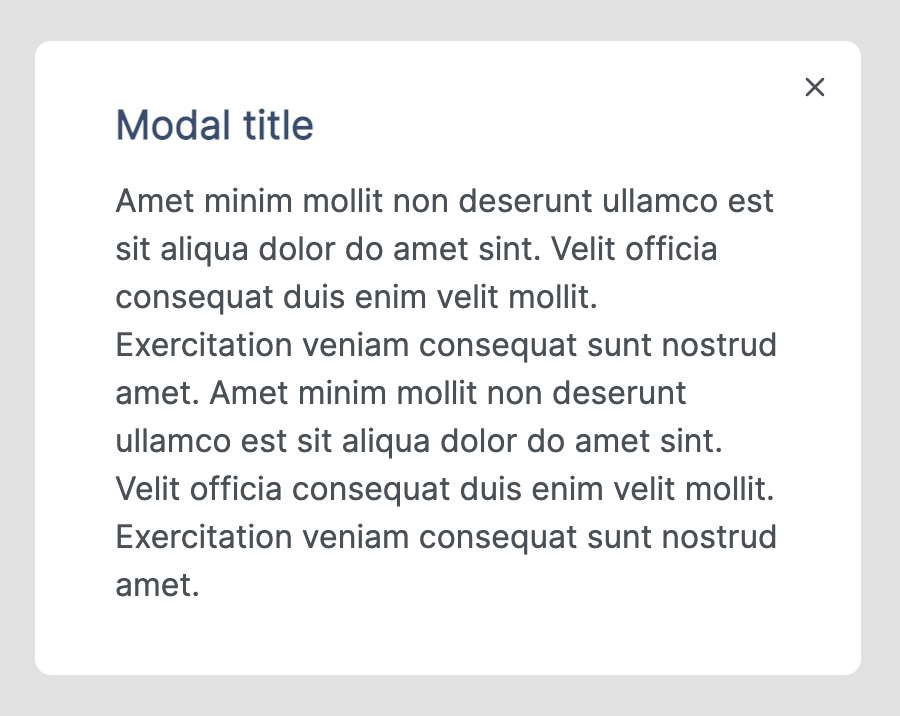 Modal title
Amet minim mollit non deserunt ullamco est
sit aliqua dolor do amet sint. Velit officia
consequat duis enim velit mollit.
Exercitation veniam consequat sunt nostrud
amet. Amet minim mollit non deserunt
ullamco est sit aliqua dolor do amet sint.
Velit officia consequat duis enim velit mollit.
Exercitation veniam consequat sunt nostrud
amet.